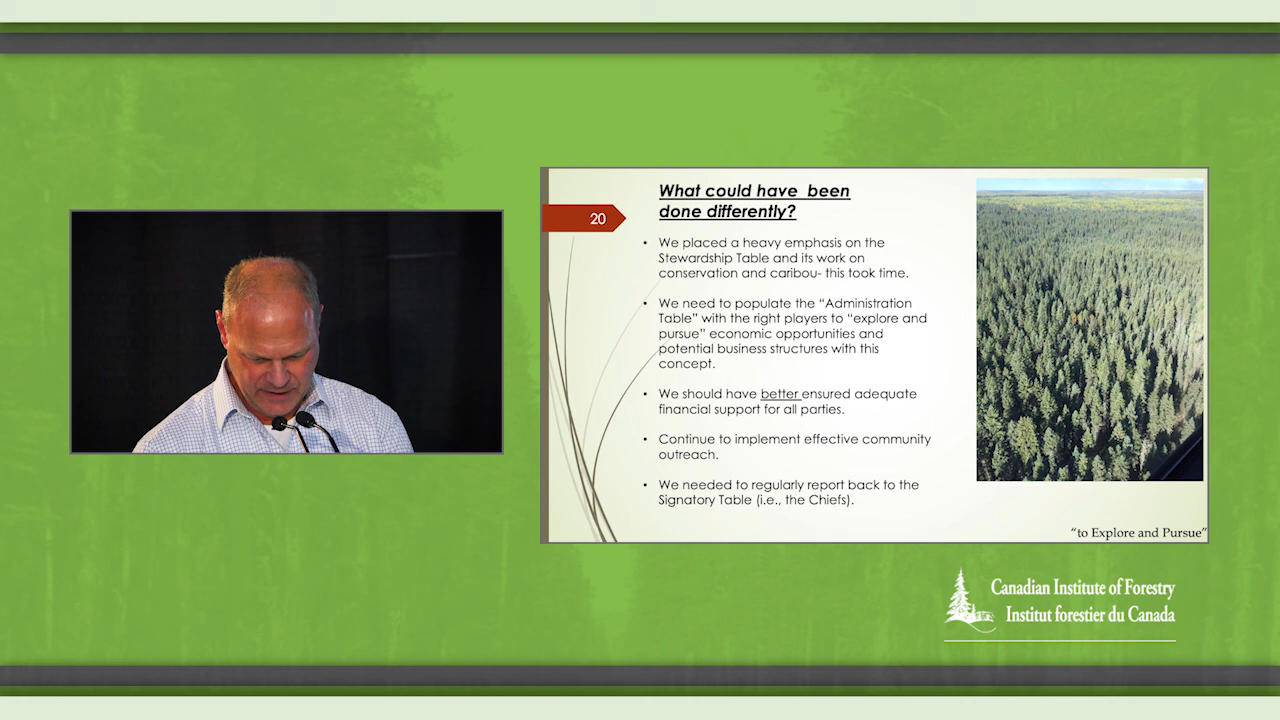 20
What could have been
done differently?
• We placed a heavy emphasis on the
Stewardship Table and its work on
conservation and caribou- this took time.
• We need to populate the “Administration
Table” with the right players to “explore and
pursue” economic opportunities and
potential business structures with this
concept.
• We should have better ensured adequate
financial support for all parties.
• Continue to implement effective community
outreach.
• We needed to regularly report back to the
Signatory Table (i.e., the Chiefs).
“to Explore and Pursue”
Canadian Institute of Forestry
Institut forestier du Canada